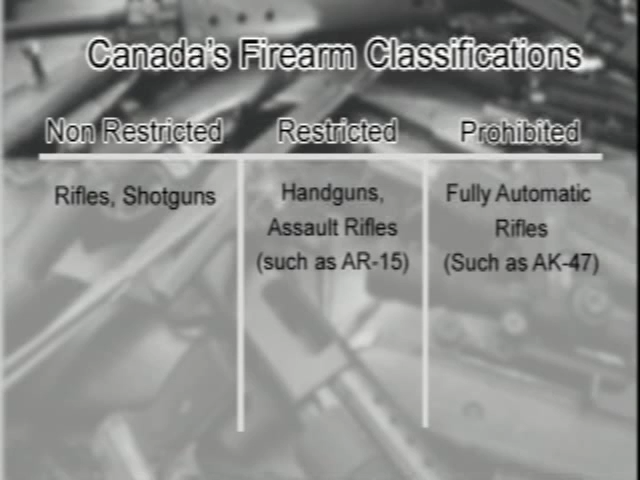 Canada's Firearm Classifications
Non Restricted
Restricted
Prohibited
Rifles, Shotguns
Handguns,
Assault Rifles
(such as AR-15)
Fully Automatic
Rifles
(Such as AK-47)